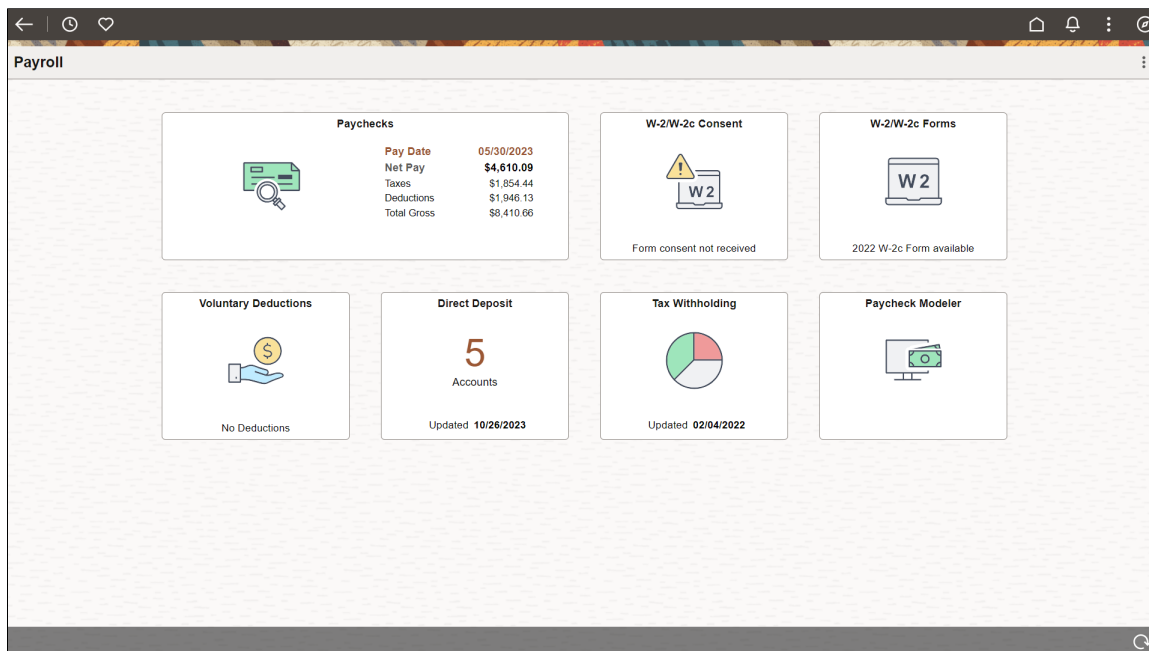 Payroll
Paychecks
Pay Date 05/30/2023
Net Pay $4,610.09
Taxes $1,854.44
Deductions $1,946.13
Total Gross $8,410.66
W-2/W-2c Consent
W 2
Form consent not received
W-2/W-2c Forms
W 2
2022 W-2c Form available
Voluntary Deductions
$
No Deductions
Direct Deposit
5
Accounts
Updated 10/26/2023
Tax Withholding
Updated 02/04/2022
Paycheck Modeler